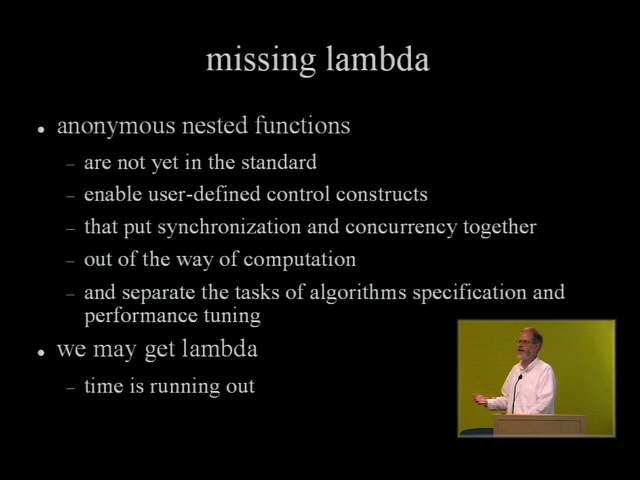 missing lambda
• anonymous nested functions
– are not yet in the standard
– enable user-defined control constructs
– that put synchronization and concurrency together
– out of the way of computation
– and separate the tasks of algorithms specification and
performance tuning
• we may get lambda
– time is running out